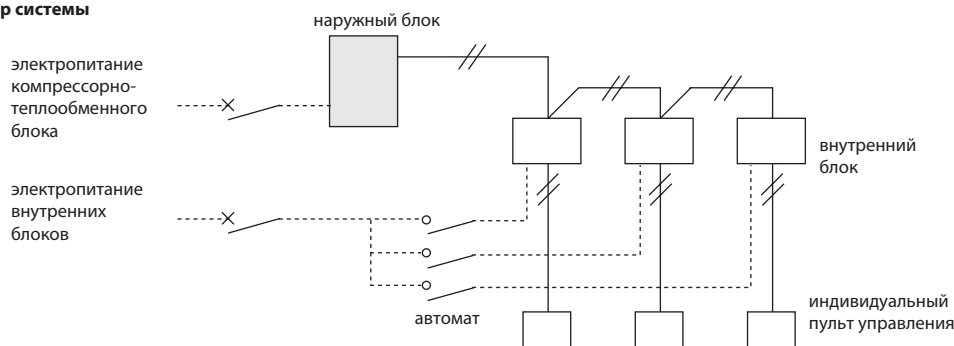 р системы
наружный блок
электропитание
компрессорно-
теплообменного
блока
внутренний
блок
электропитание
внутренних
блоков
автомат
индивидуальный
пульт управления